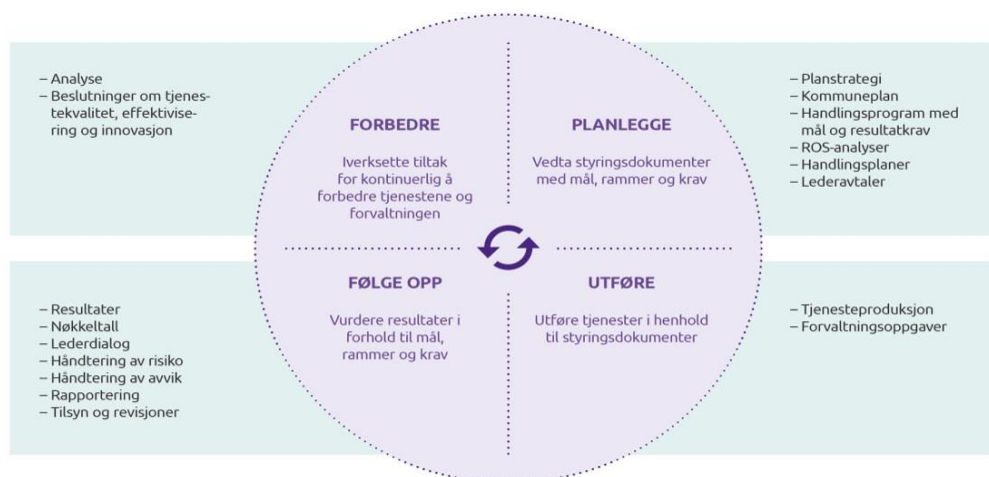 – Analyse
– Beslutninger om tjenes-
tekvalitet, effektivise-
ring og innovasjon
FORBEDRE
Iverksette tiltak
for kontinuerlig å
forbedre tjenestene og
forvaltningen
PLANLEGGE
Vedta styringsdokumenter
med mål, rammer og krav
– Planstrategi
– Kommuneplan
– Handlingsprogram med
mål og resultatkrav
– ROS-analyser
– Handlingsplaner
– Lederavtaler
– Resultater
– Nøkkeltall
– Lederdialog
– Håndtering av risiko
– Håndtering av avvik
– Rapportering
– Tilsyn og revisjoner
FØLGE OPP
Vurdere resultater i
forhold til mål,
rammer og krav
UTFØRE
Utføre tjenester i henhold
til styringsdokumenter
– Tjenesteproduksjon
– Forvaltningsoppgaver